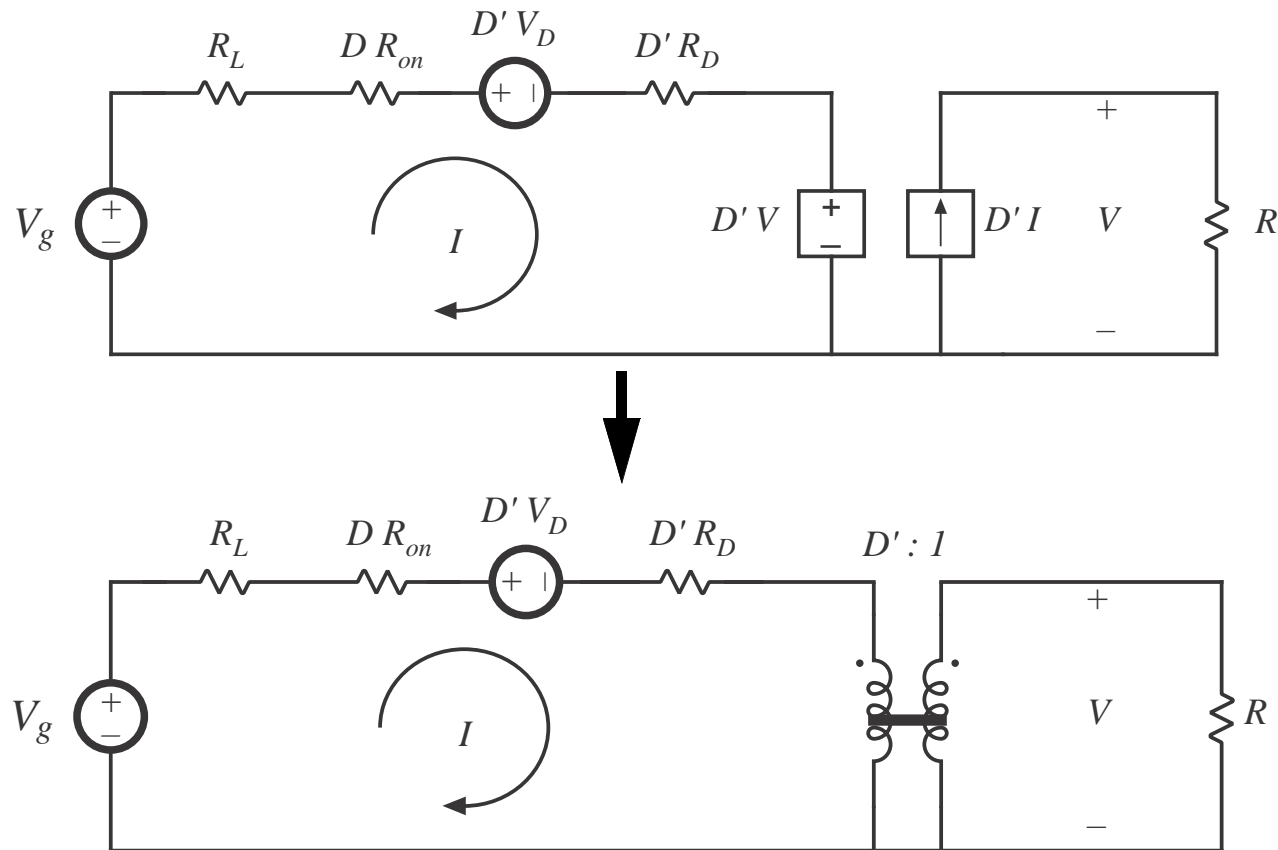 R_L
D R_on
D' V_D
D' R_D
+ −
+
V_g
+
−
I
D' V
+
−
D' I
V
R
−
R_L
D R_on
D' V_D
D' R_D
D' : 1
+ −
+
V_g
+
−
I
V
R
−